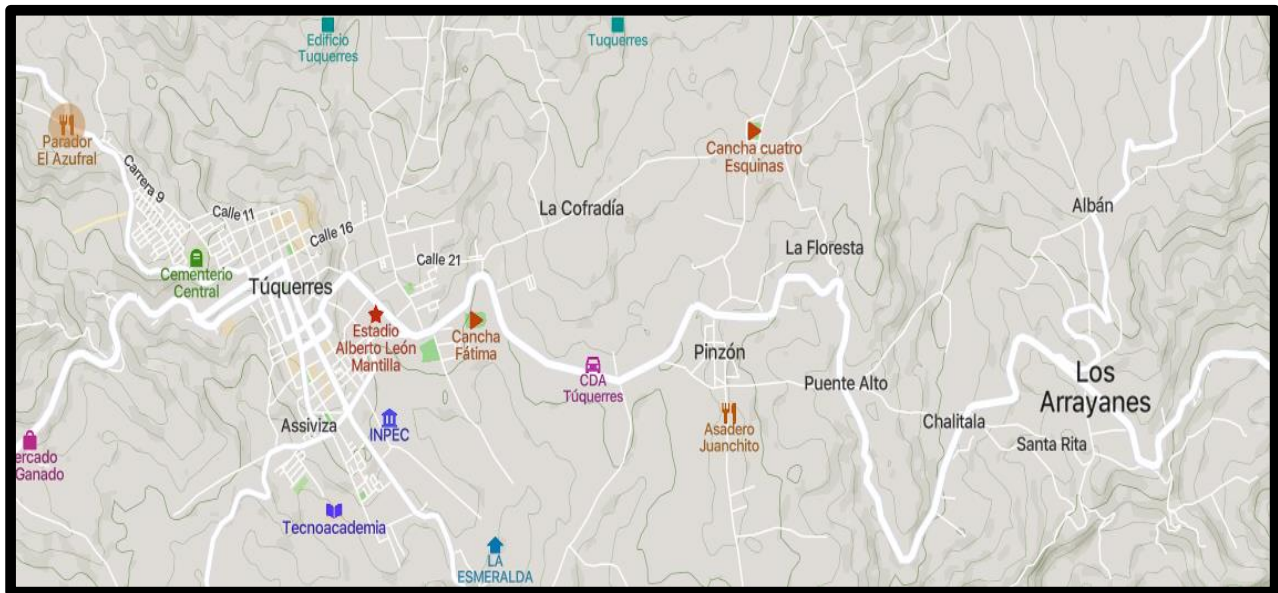 Edificio
Tuquerres
Tuquerres
Parador
El Azufral
Cancha cuatro
Esquinas
Carrera 9
Calle 11
Calle 16
La Cofradía
Albán
La Floresta
Calle 21
Cementerio
Central
Túquerres
Estadio
Alberto León
Mantilla
Cancha
Fátima
Pinzón
CDA
Túquerres
Puente Alto
Los
Arrayanes
Chalitala
Santa Rita
Assiviza
INPEC
Asadero
Juanchito
ercado
Ganado
Tecnoacademia
LA
ESMERALDA